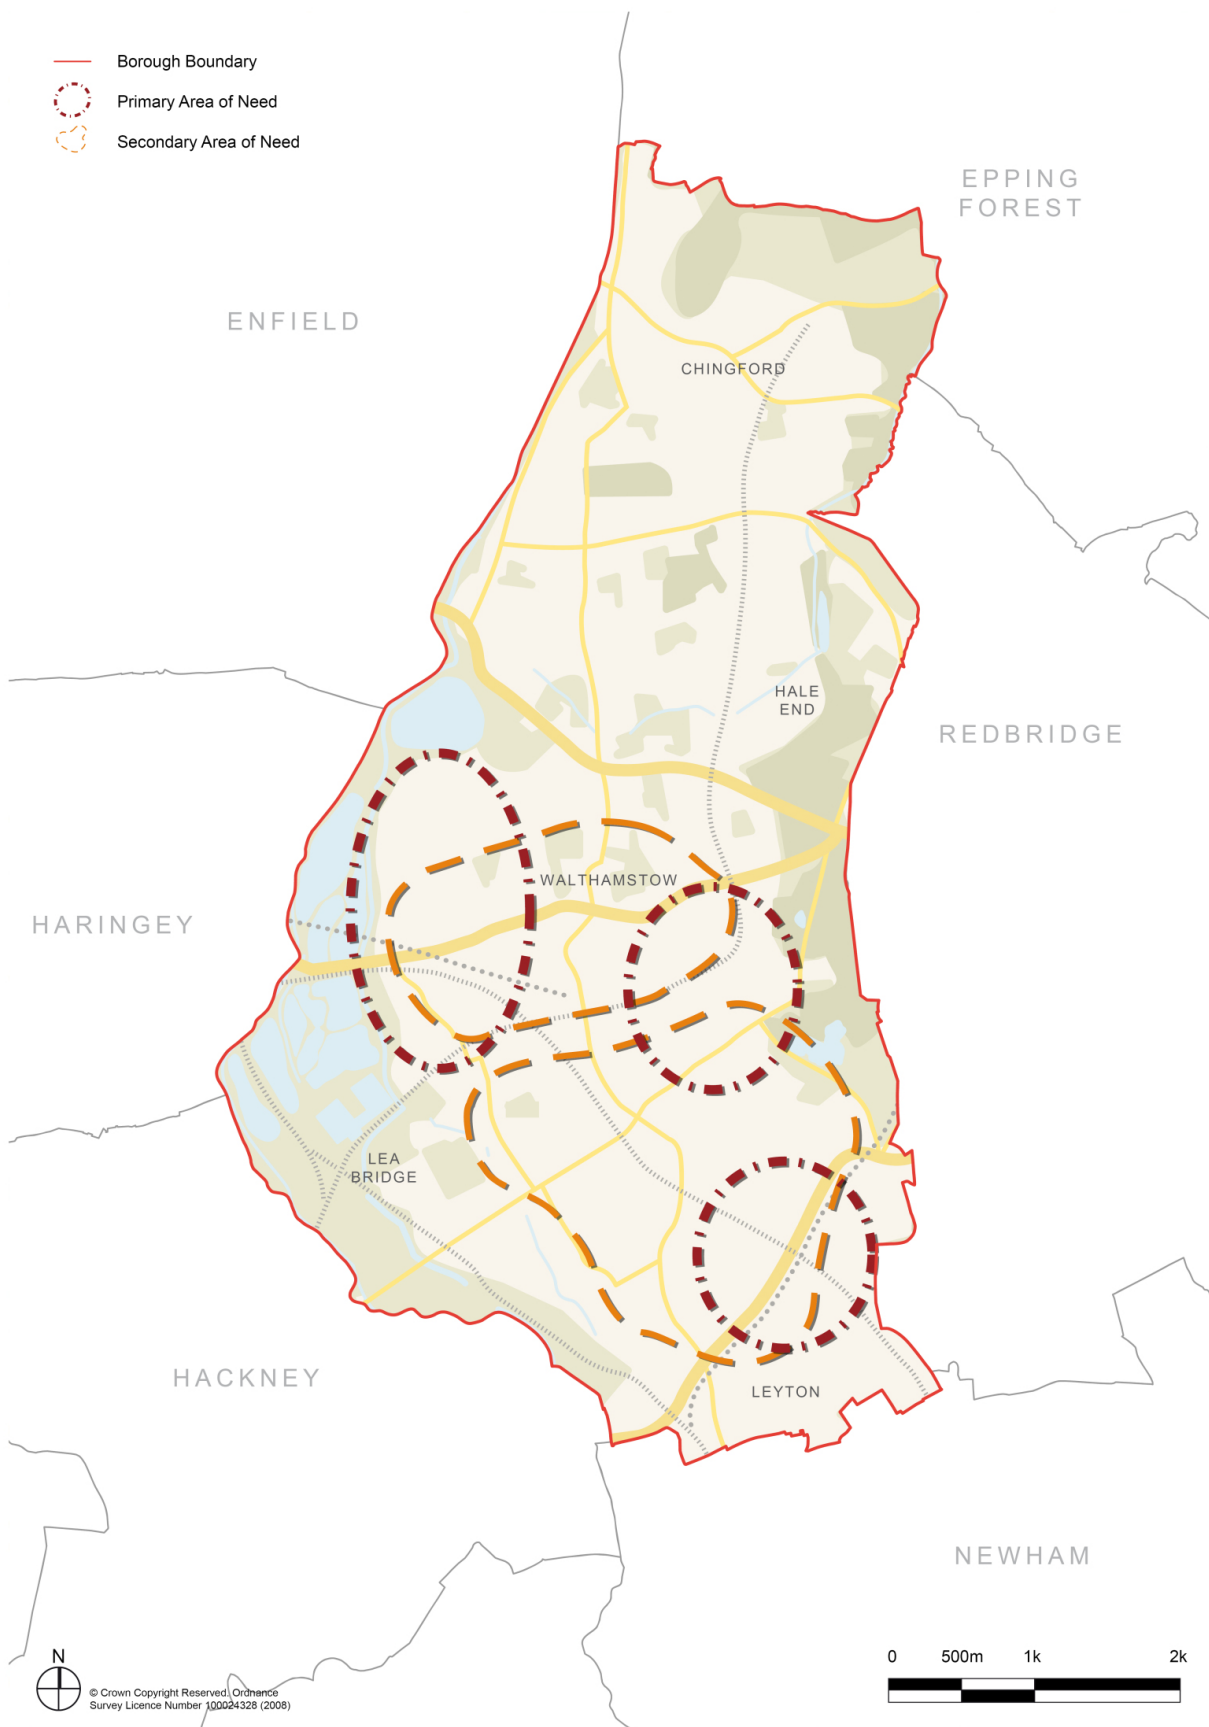 Borough Boundary
Primary Area of Need
Secondary Area of Need
EPPING
FOREST
ENFIELD
CHINGFORD
HALE
END
REDBRIDGE
WALTHAMSTOW
HARINGEY
LEA
BRIDGE
HACKNEY
LEYTON
NEWHAM
N
© Crown Copyright Reserved. Ordnance
Survey Licence Number 100024328 (2008)
0 500m 1k 2k